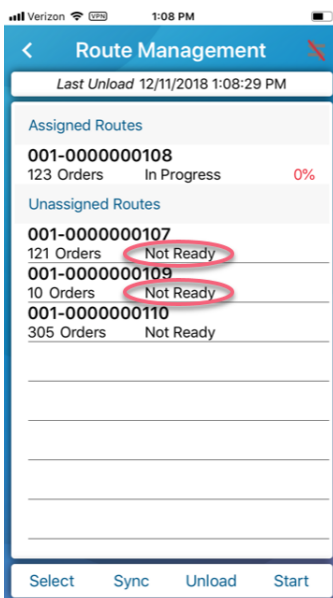 Verizon VPN 1:08 PM
Route Management
Last Unload 12/11/2018 1:08:29 PM
Assigned Routes
001-0000000108
123 Orders In Progress 0%
Unassigned Routes
001-0000000107
121 Orders Not Ready
001-0000000109
10 Orders Not Ready
001-0000000110
305 Orders Not Ready
Select Sync Unload Start